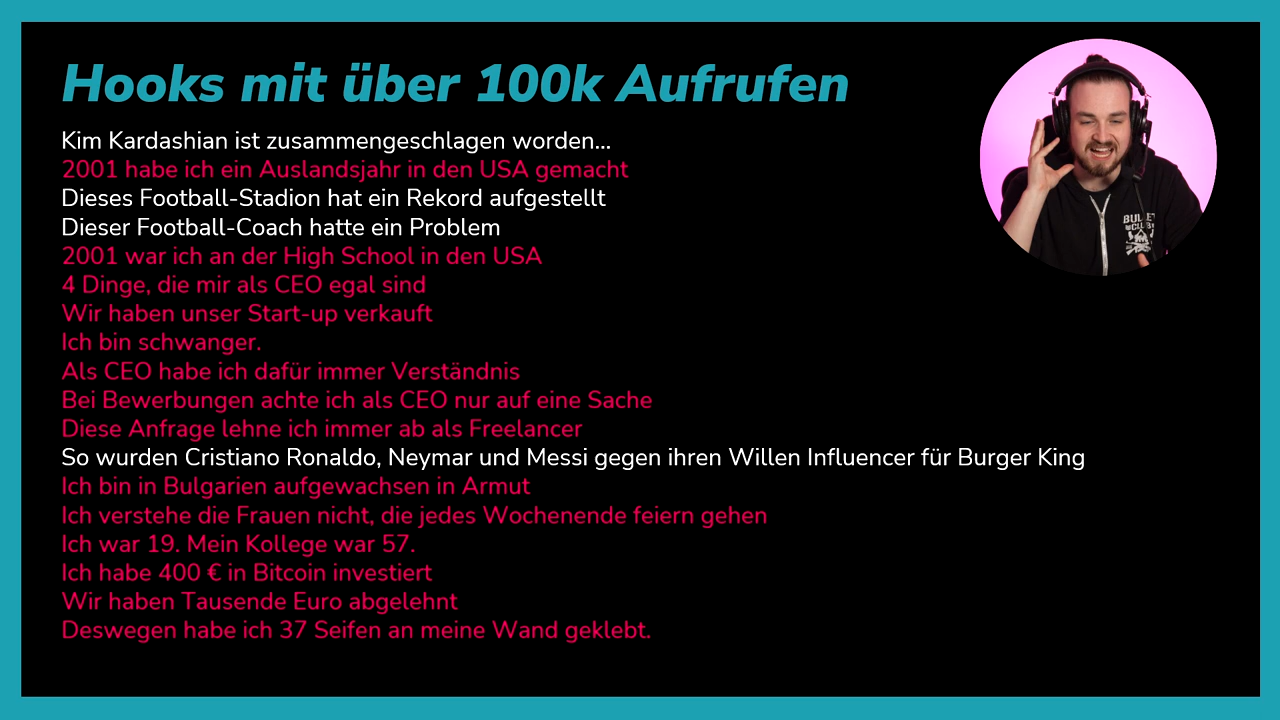 Hooks mit über 100k Aufrufen
Kim Kardashian ist zusammengeschlagen worden...
2001 habe ich ein Auslandsjahr in den USA gemacht
Dieses Football-Stadion hat ein Rekord aufgestellt
Dieser Football-Coach hatte ein Problem
2001 war ich an der High School in den USA
4 Dinge, die mir als CEO egal sind
Wir haben unser Start-up verkauft
Ich bin schwanger.
Als CEO habe ich dafür immer Verständnis
Bei Bewerbungen achte ich als CEO nur auf eine Sache
Diese Anfrage lehne ich immer ab als Freelancer
So wurden Cristiano Ronaldo, Neymar und Messi gegen ihren Willen Influencer für Burger King
Ich bin in Bulgarien aufgewachsen in Armut
Ich verstehe die Frauen nicht, die jedes Wochenende feiern gehen
Ich war 19. Mein Kollege war 57.
Ich habe 400 € in Bitcoin investiert
Wir haben Tausende Euro abgelehnt
Deswegen habe ich 37 Seifen an meine Wand geklebt.
BULLET
CLUB